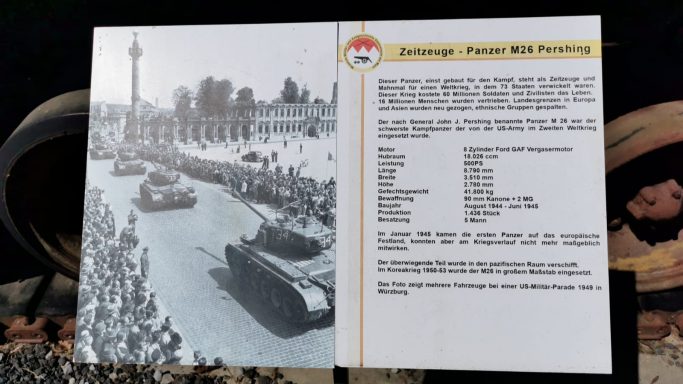 Zeitzeuge - Panzer M26 Pershing
Dieser Panzer, einst gebaut für den Kampf, steht als Zeitzeuge und
Mahnmal für einen Weltkrieg, in dem 73 Staaten verwickelt waren.
Dieser Krieg kostete 60 Millionen Soldaten und Zivilisten das Leben.
16 Millionen Menschen wurden vertrieben. Landesgrenzen in Europa
und Asien wurden neu gezogen, ethnische Gruppen gespalten.
Der nach General John J. Pershing benannte Panzer M 26 war der
schwerste Kampfpanzer der von der US-Army im Zweiten Weltkrieg
eingesetzt wurde.
Motor 8 Zylinder Ford GAF Vergasermotor
Hubraum 18.026 ccm
Leistung 500PS
Länge 8.790 mm
Breite 3.510 mm
Höhe 2.780 mm
Gefechtsgewicht 41.800 kg
Bewaffnung 90 mm Kanone + 2 MG
Baujahr August 1944 - Juni 1945
Produktion 1.436 Stück
Besatzung 5 Mann
Im Januar 1945 kamen die ersten Panzer auf das europäische
Festland, konnten aber am Kriegsverlauf nicht mehr maßgeblich
mitwirken.
Der überwiegende Teil wurde in den pazifischen Raum verschifft.
Im Koreakrieg 1950-53 wurde der M26 in großem Maßstab eingesetzt.
Das Foto zeigt mehrere Fahrzeuge bei einer US-Militär-Parade 1949 in
Würzburg.